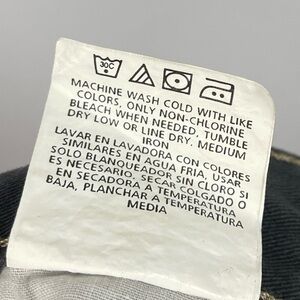 30C
MACHINE WASH COLD WITH LIKE
COLORS, ONLY NON-CHLORINE
BLEACH WHEN NEEDED, TUMBLE
DRY LOW OR LINE DRY. MEDIUM
IRON
LAVAR EN LAVADORA CON COLORES
SIMILARES EN AGUA FRIA, USAR
SOLO BLANQUEADOR SIN CLORO SI
ES NECESARIO. SECAR COLGADO O
EN SECADORA A TEMPERATURA
BAJA, PLANCHAR A TEMPERATURA
MEDIA